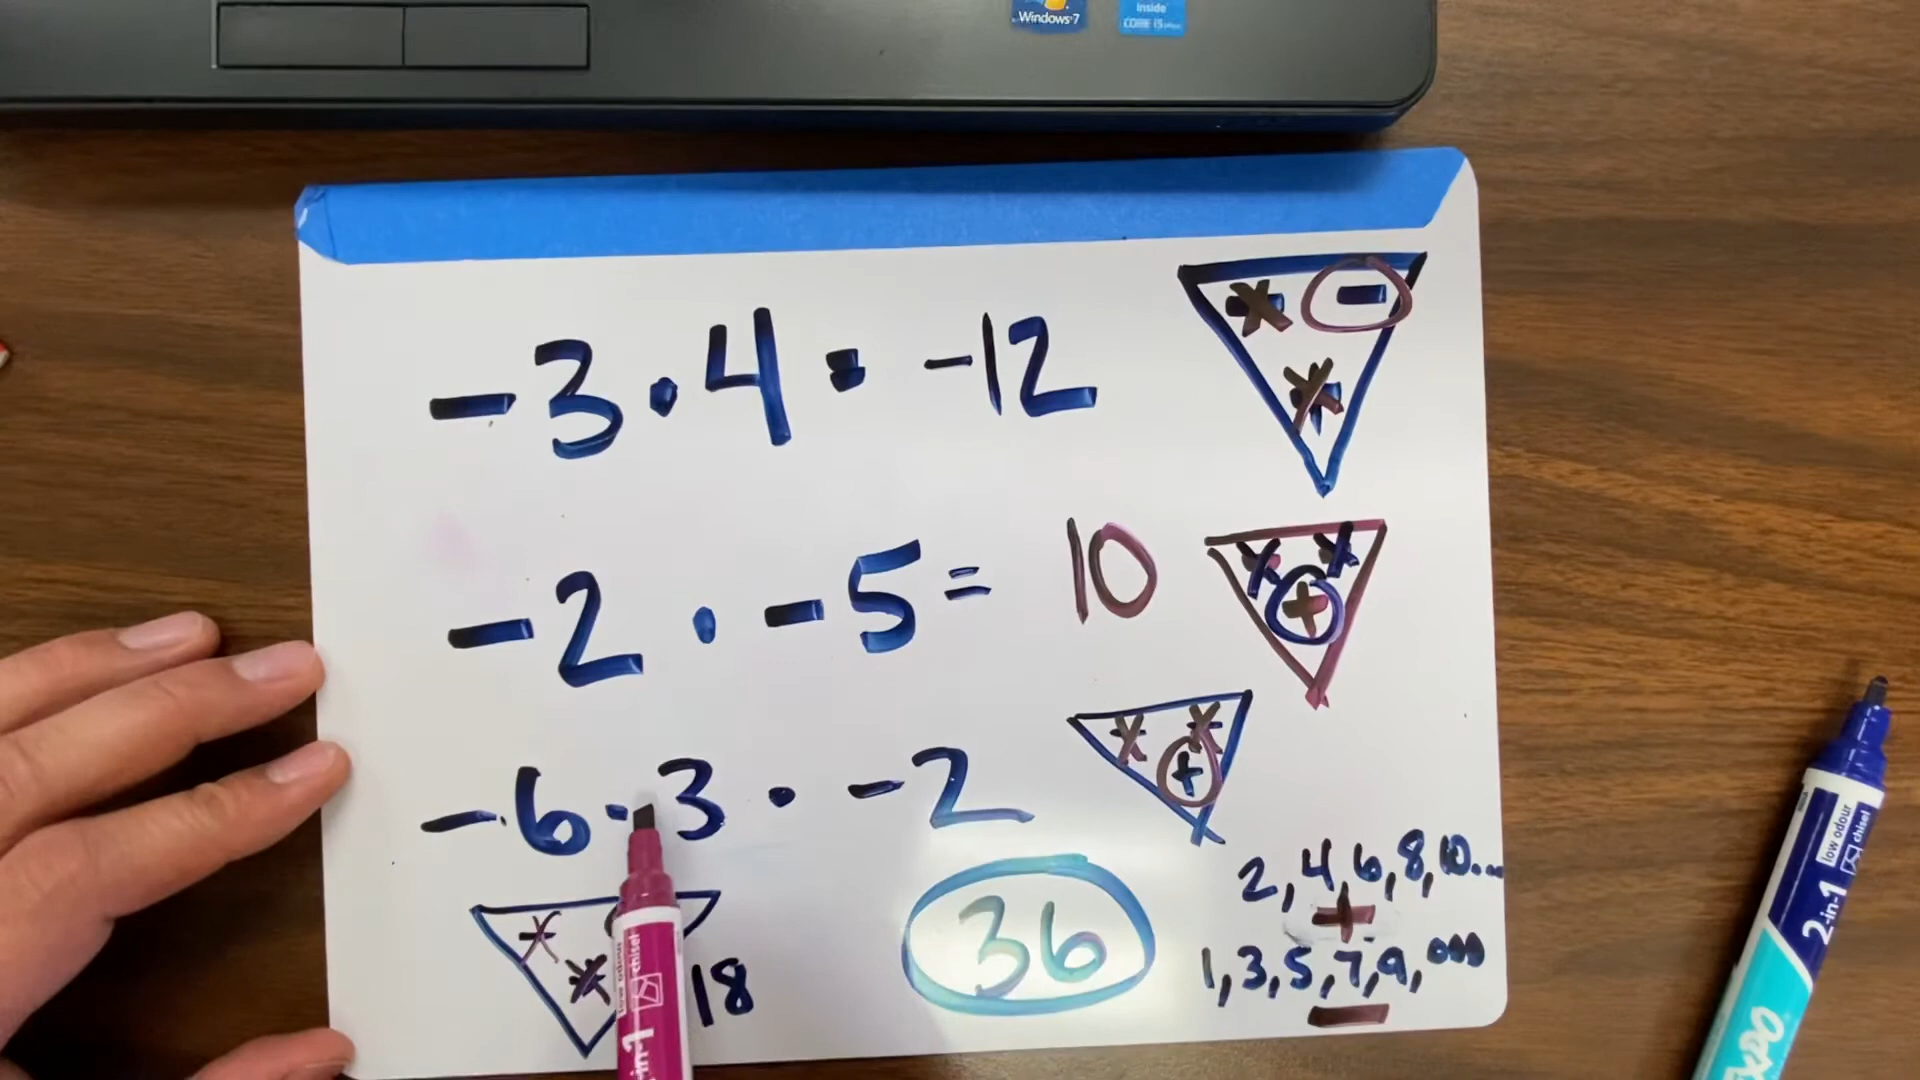 Windows 7
inside
CORE i5
-3 · 4 = -12
-2 · -5 = 10
+
-6 · 3 · -2
+
18
36
2, 4, 6, 8, 10...
+
1, 3, 5, 7, 9, ...
-
low odour
chisel
2-in-1
EXPO
chisel